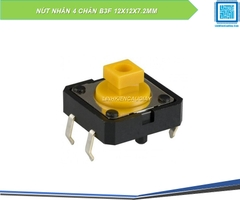 NÚT NHẤN 4 CHÂN B3F 12X12X7.2MM